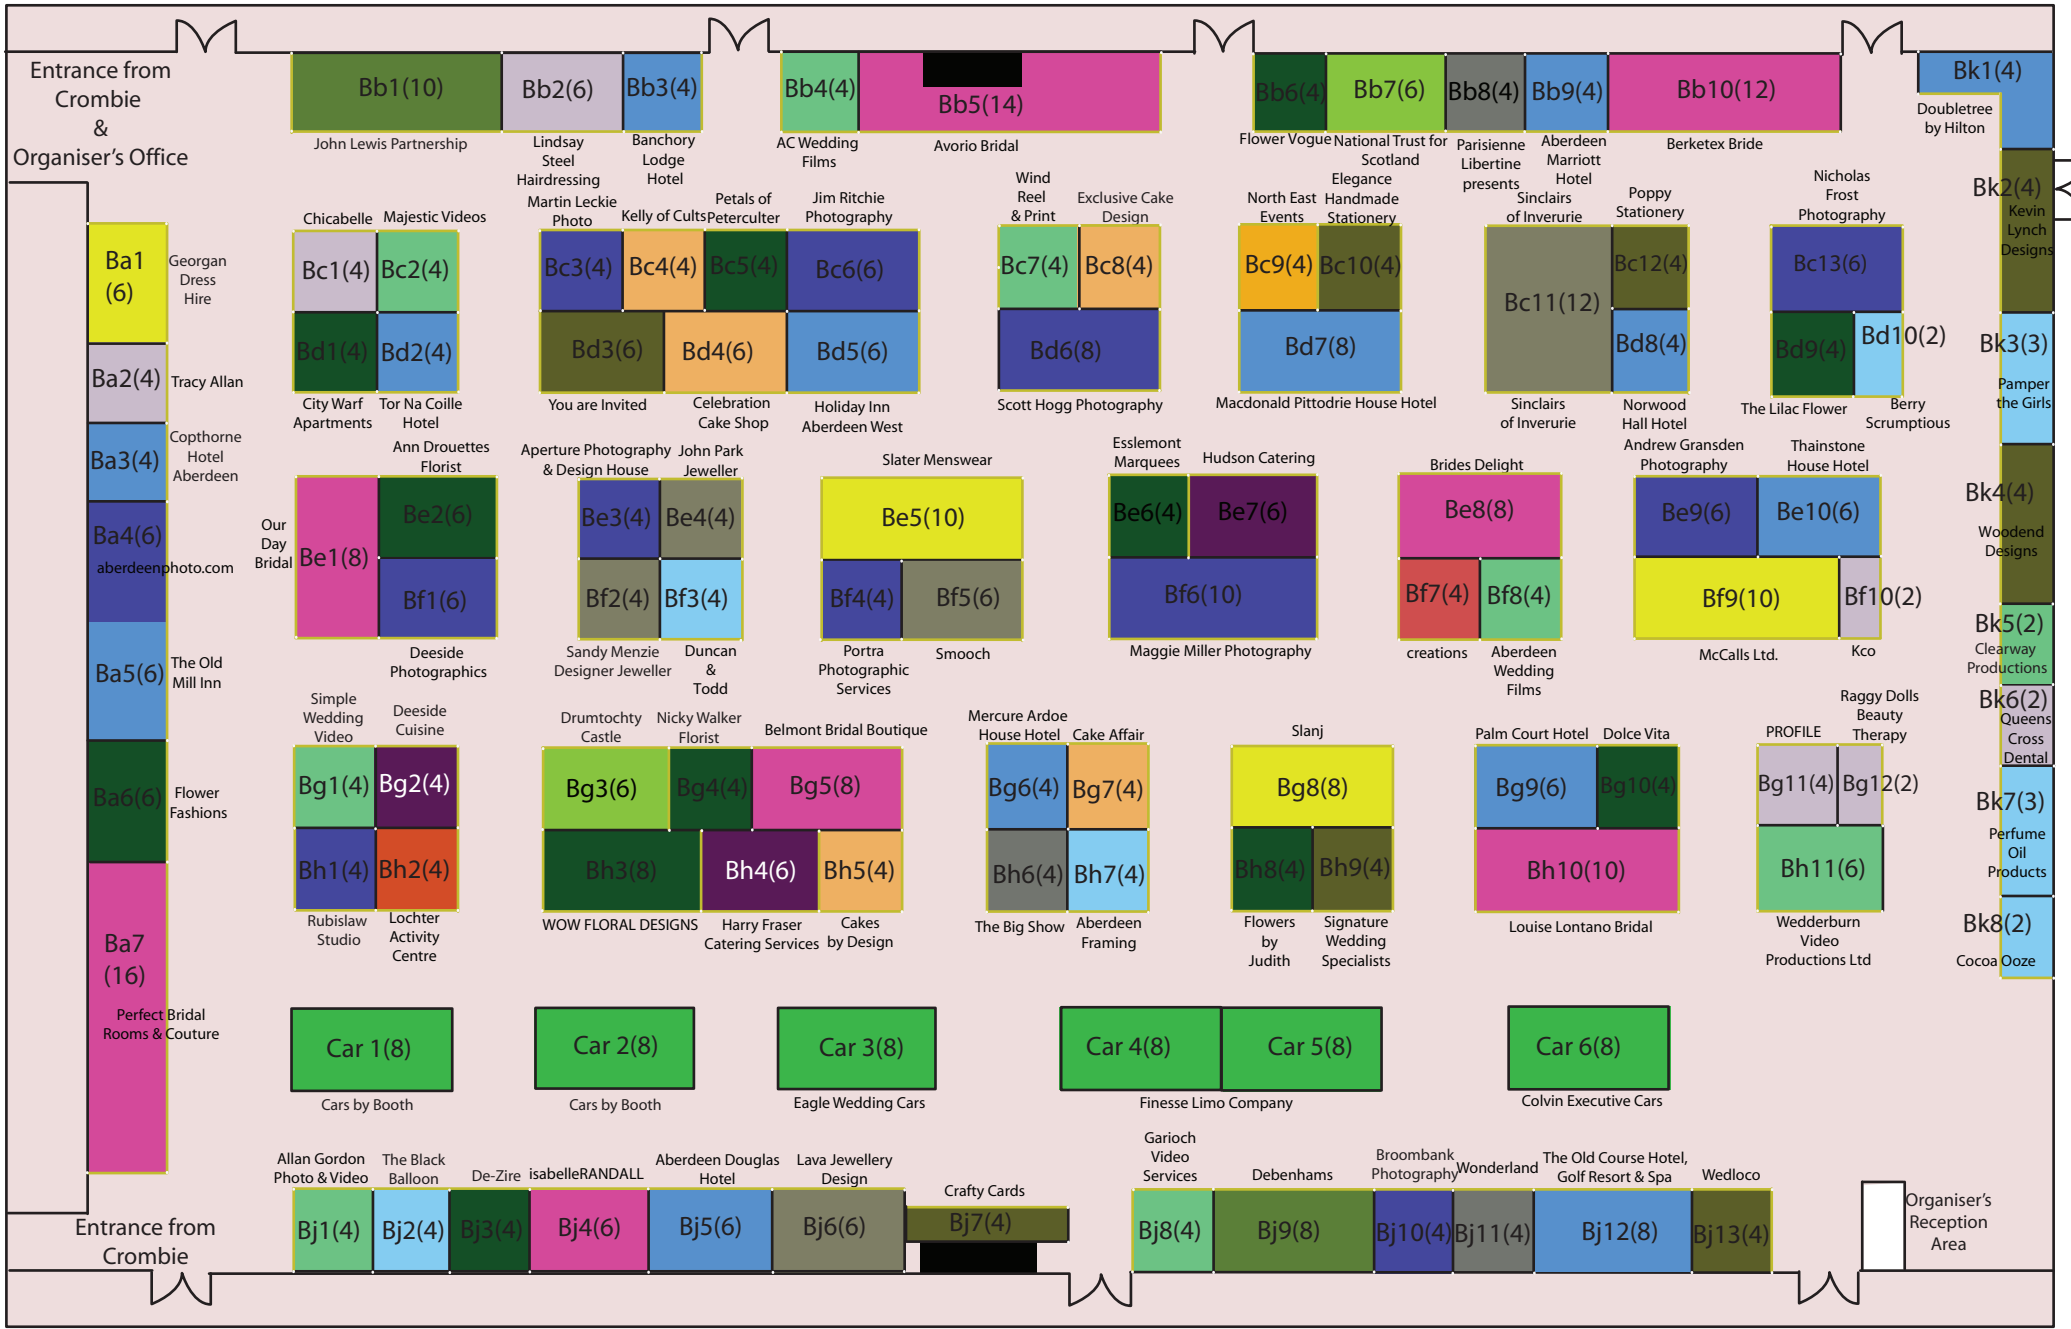 Entrance from
Crombie
&
Organiser's Office
Bb1(10)
John Lewis Partnership
Bb2(6)
Lindsay
Steel
Hairdressing
Bb3(4)
Banchory
Lodge
Hotel
Bb4(4)
AC Wedding
Films
Bb5(14)
Avorio Bridal
Bb6(4)
Flower Vogue
Bb7(6)
National Trust for
Scotland
Bb8(4)
Parisienne
Libertine
presents
Bb9(4)
Aberdeen
Marriott
Hotel
Bb10(12)
Berketex Bride
Bk1(4)
Doubletree
by Hilton
Bk2(4)
Kevin
Lynch
Designs
Bk3(3)
Pamper
the Girls
Bk4(4)
Woodend
Designs
Bk5(2)
Clearway
Productions
Bk6(2)
Queens
Cross
Dental
Bk7(3)
Perfume
Oil
Products
Bk8(2)
Cocoa Ooze
Ba1
(6)
Georgan
Dress
Hire
Ba2(4)
Tracy Allan
Ba3(4)
Copthorne
Hotel
Aberdeen
Ba4(6)
aberdeenphoto.com
Ba5(6)
The Old
Mill Inn
Ba6(6)
Flower
Fashions
Ba7
(16)
Perfect Bridal
Rooms & Couture
Chicabelle
Bc1(4)
Majestic Videos
Bc2(4)
Bd1(4)
City Warf
Apartments
Bd2(4)
Tor Na Coille
Hotel
Martin Leckie
Photo
Bc3(4)
Kelly of Cults
Bc4(4)
Petals of
Peterculter
Bc5(4)
Jim Ritchie
Photography
Bc6(6)
Bd3(6)
You are Invited
Bd4(6)
Celebration
Cake Shop
Bd5(6)
Holiday Inn
Aberdeen West
Wind
Reel
& Print
Bc7(4)
Exclusive Cake
Design
Bc8(4)
Bd6(8)
Scott Hogg Photography
North East
Events
Bc9(4)
Elegance
Handmade
Stationery
Bc10(4)
Bd7(8)
Macdonald Pittodrie House Hotel
Sinclairs
of Inverurie
Bc11(12)
Sinclairs
of Inverurie
Poppy
Stationery
Bc12(4)
Bd8(4)
Norwood
Hall Hotel
Nicholas
Frost
Photography
Bc13(6)
Bd9(4)
The Lilac Flower
Bd10(2)
Berry
Scrumptious
Our
Day
Bridal
Be1(8)
Ann Drouettes
Florist
Be2(6)
Bf1(6)
Deeside
Photographics
Aperture Photography
& Design House
Be3(4)
John Park
Jeweller
Be4(4)
Bf2(4)
Sandy Menzie
Designer Jeweller
Bf3(4)
Duncan
&
Todd
Slater Menswear
Be5(10)
Bf4(4)
Portra
Photographic
Services
Bf5(6)
Smooch
Esslemont
Marquees
Be6(4)
Hudson Catering
Be7(6)
Bf6(10)
Maggie Miller Photography
Brides Delight
Be8(8)
Bf7(4)
creations
Bf8(4)
Aberdeen
Wedding
Films
Andrew Gransden
Photography
Be9(6)
Thainstone
House Hotel
Be10(6)
Bf9(10)
McCalls Ltd.
Bf10(2)
Kco
Simple
Wedding
Video
Bg1(4)
Deeside
Cuisine
Bg2(4)
Bh1(4)
Rubislaw
Studio
Bh2(4)
Lochter
Activity
Centre
Drumtochty
Castle
Bg3(6)
Nicky Walker
Florist
Bg4(4)
Belmont Bridal Boutique
Bg5(8)
Bh3(8)
WOW FLORAL DESIGNS
Bh4(6)
Harry Fraser
Catering Services
Bh5(4)
Cakes
by Design
Mercure Ardoe
House Hotel
Bg6(4)
Cake Affair
Bg7(4)
Bh6(4)
The Big Show
Bh7(4)
Aberdeen
Framing
Slanj
Bg8(8)
Bh8(4)
Flowers
by
Judith
Bh9(4)
Signature
Wedding
Specialists
Palm Court Hotel
Bg9(6)
Dolce Vita
Bg10(4)
Bh10(10)
Louise Lontano Bridal
PROFILE
Bg11(4)
Raggy Dolls
Beauty
Therapy
Bg12(2)
Bh11(6)
Wedderburn
Video
Productions Ltd
Car 1(8)
Cars by Booth
Car 2(8)
Cars by Booth
Car 3(8)
Eagle Wedding Cars
Car 4(8)
Car 5(8)
Finesse Limo Company
Car 6(8)
Colvin Executive Cars
Entrance from
Crombie
Allan Gordon
Photo & Video
Bj1(4)
The Black
Balloon
Bj2(4)
De-Zire
Bj3(4)
isabelleRANDALL
Bj4(6)
Aberdeen Douglas
Hotel
Bj5(6)
Lava Jewellery
Design
Bj6(6)
Crafty Cards
Bj7(4)
Garioch
Video
Services
Bj8(4)
Debenhams
Bj9(8)
Broombank
Photography
Bj10(4)
Wonderland
Bj11(4)
The Old Course Hotel,
Golf Resort & Spa
Bj12(8)
Wedloco
Bj13(4)
Organiser's
Reception
Area